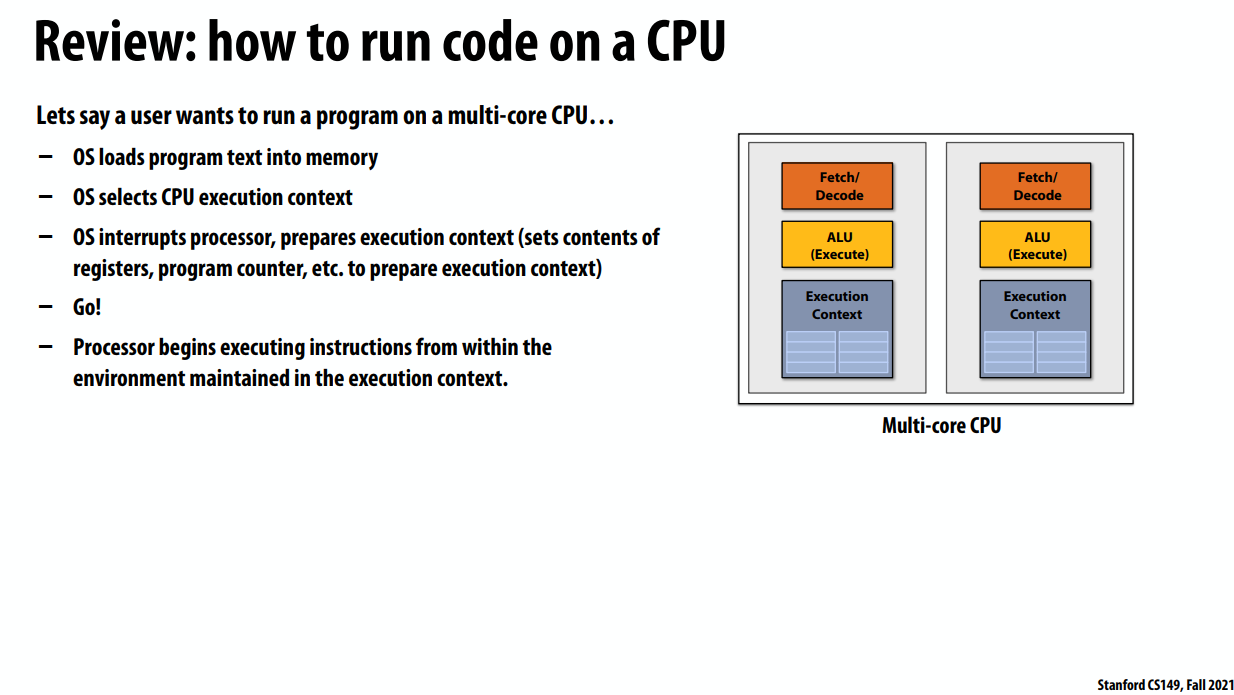 Review: how to run code on a CPU
Lets say a user wants to run a program on a multi-core CPU…
– OS loads program text into memory
– OS selects CPU execution context
– OS interrupts processor, prepares execution context (sets contents of
registers, program counter, etc. to prepare execution context)
– Go!
– Processor begins executing instructions from within the
environment maintained in the execution context.
Fetch/
Decode
ALU
(Execute)
Execution
Context
Fetch/
Decode
ALU
(Execute)
Execution
Context
Multi-core CPU
Stanford CS149, Fall 2021